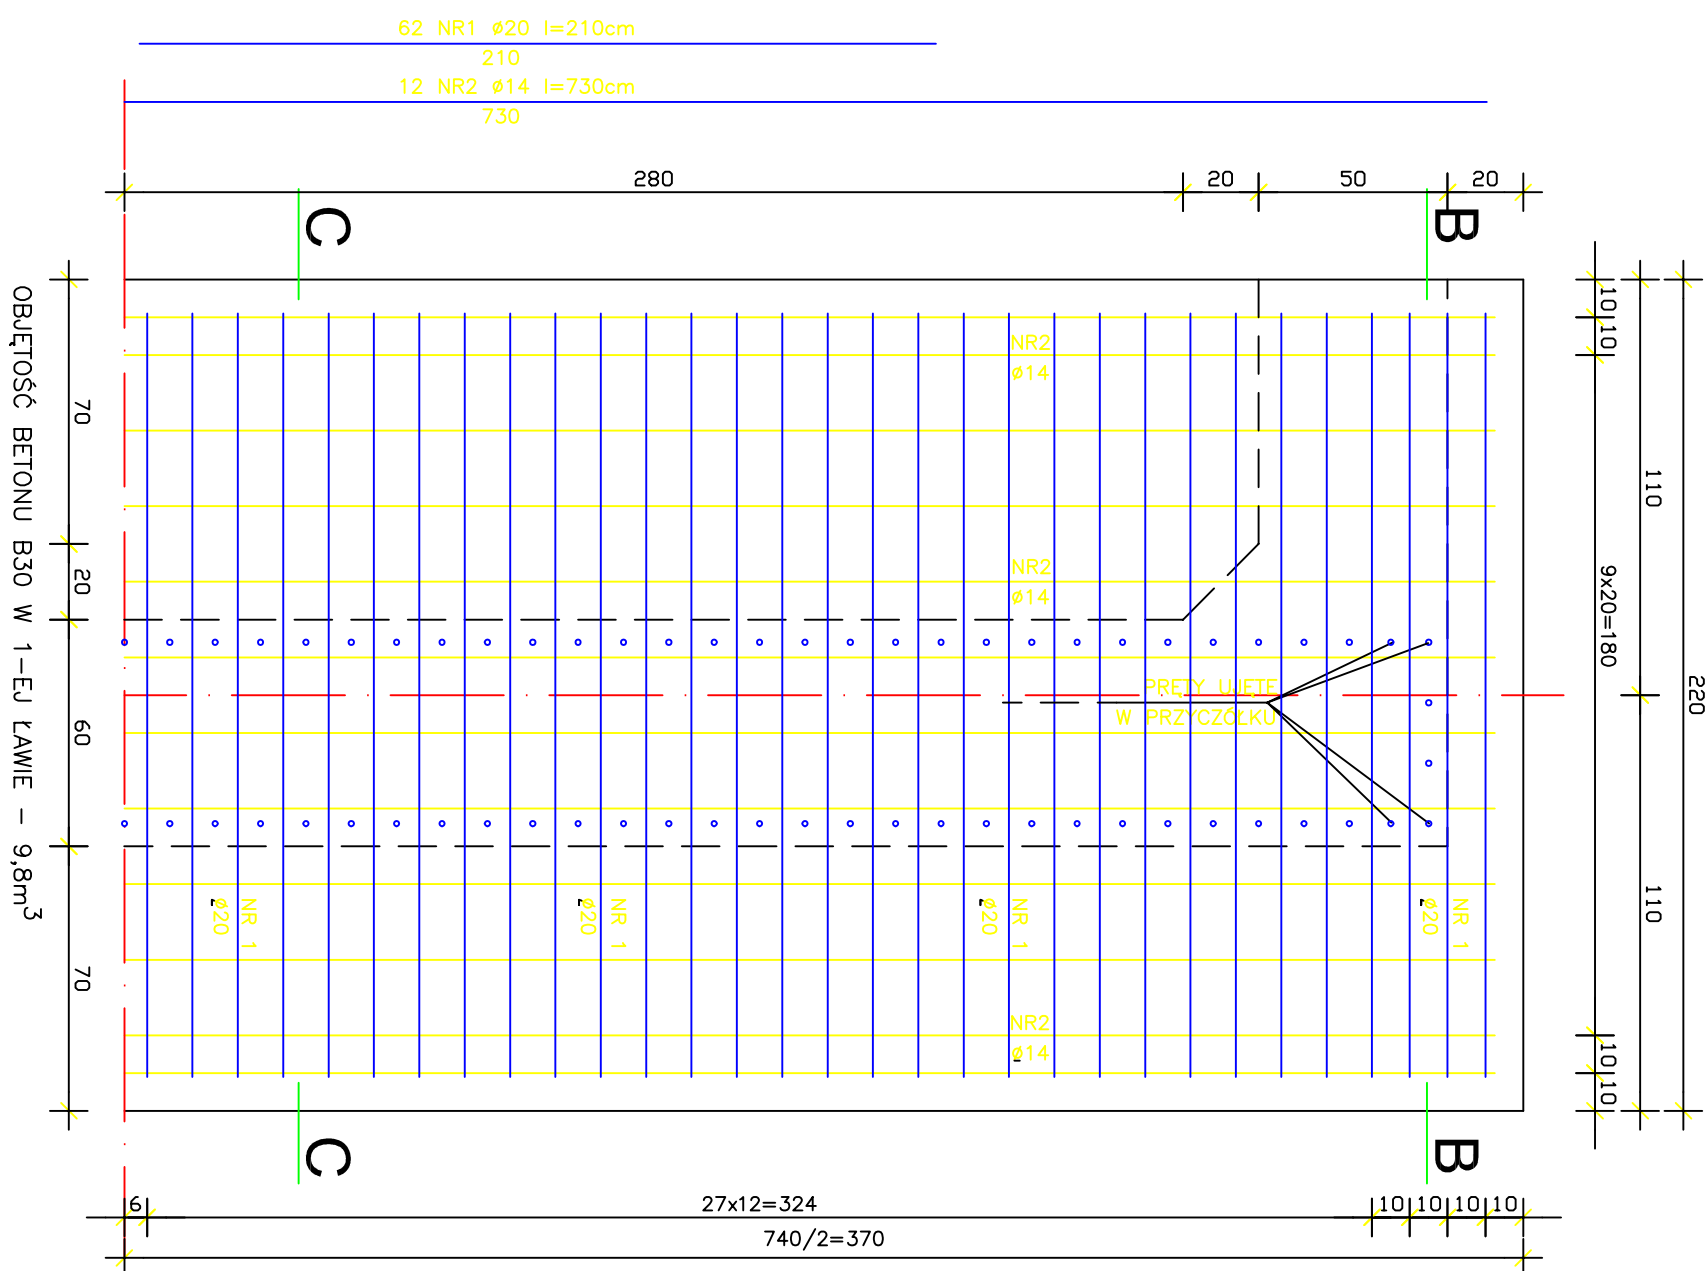 62 NR1 ø20 l=210cm
210
12 NR2 ø14 l=730cm
730
280
20
50
20
C
B
10
10
110
9x20=180
220
110
10
10
70
20
60
70
OBJĘTOŚĆ BETONU B30 W 1-EJ ŁAWIE - 9,8m³
NR2
ø14
NR2
ø14
PRĘTY UJĘTE
W PRZYCZÓŁKU
NR 1
ø20
NR 1
ø20
NR 1
ø20
NR 1
ø20
NR2
ø14
C
B
6
27x12=324
10
10
10
10
740/2=370